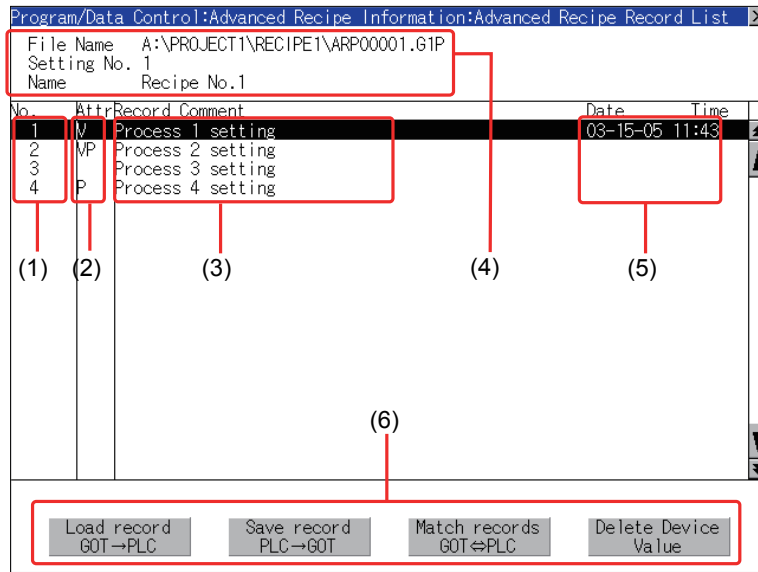 Program/Data Control:Advanced Recipe Information:Advanced Recipe Record List
File Name A:\PROJECT1\RECIPE1\ARP00001.G1P
Setting No. 1
Name Recipe No.1
No. Attr Record Comment Date Time
1 V Process 1 setting 03-15-05 11:43
2 VP Process 2 setting
3 Process 3 setting
4 P Process 4 setting
(1) (2) (3) (4) (5)
(6)
Load record Save record Match records Delete Device
GOT→PLC PLC→GOT GOT⇔PLC Value